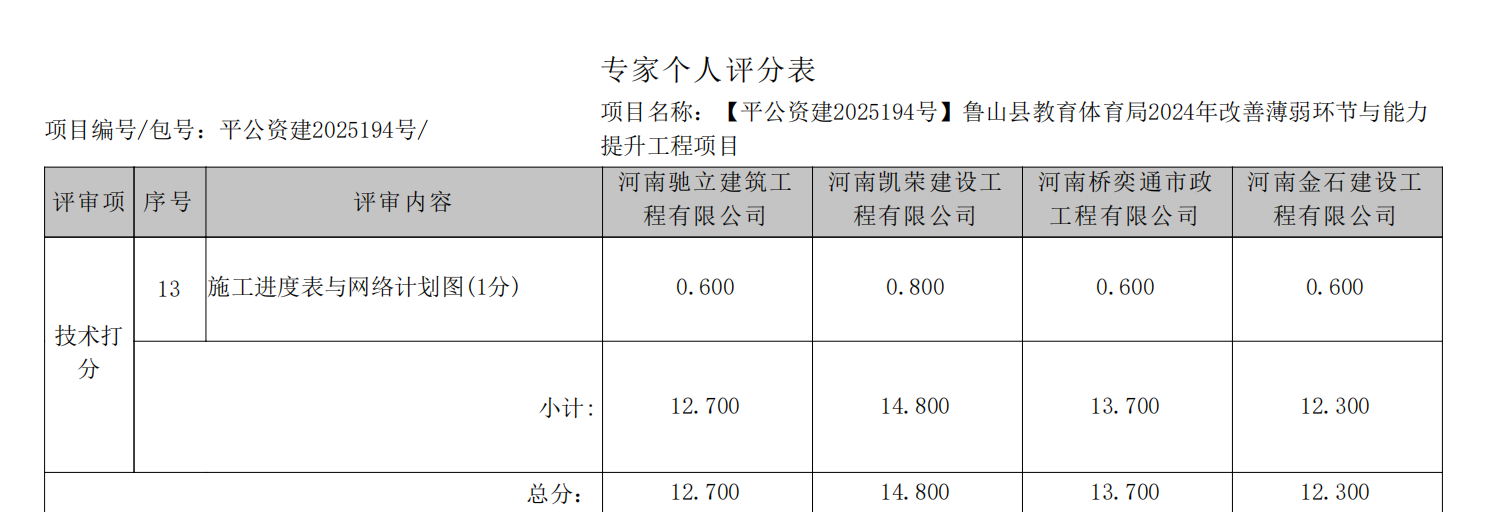 专家个人评分表
项目编号/包号：平公资建2025194号/
项目名称：【平公资建2025194号】鲁山县教育体育局2024年改善薄弱环节与能力
提升工程项目
评审项 序号 评审内容 河南驰立建筑工 河南凯荣建设工 河南桥奕通市政 河南金石建设工
程有限公司 程有限公司 工程有限公司 程有限公司
技术打
分
13 施工进度表与网络计划图(1分) 0.600 0.800 0.600 0.600
小计: 12.700 14.800 13.700 12.300
总分： 12.700 14.800 13.700 12.300